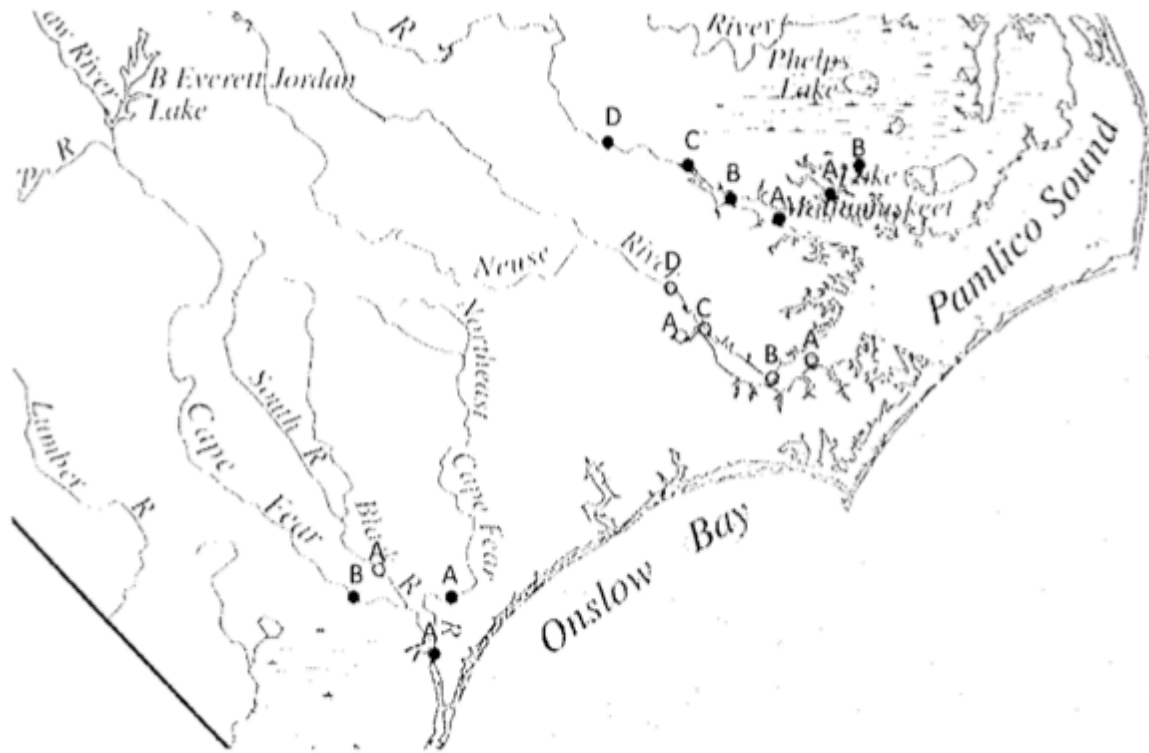 River
R
Phelps
Lake
River
B Everett Jordan
Lake
R
D
C
B
B
A
A
Lake
Mattamuskeet
Pamlico Sound
Neuse
River
D
C
A
B
A
Northeast
Cape Fear
R
South R
Cape
Fear
Lumber
R
Black
R
A
B
A
A
Onslow Bay